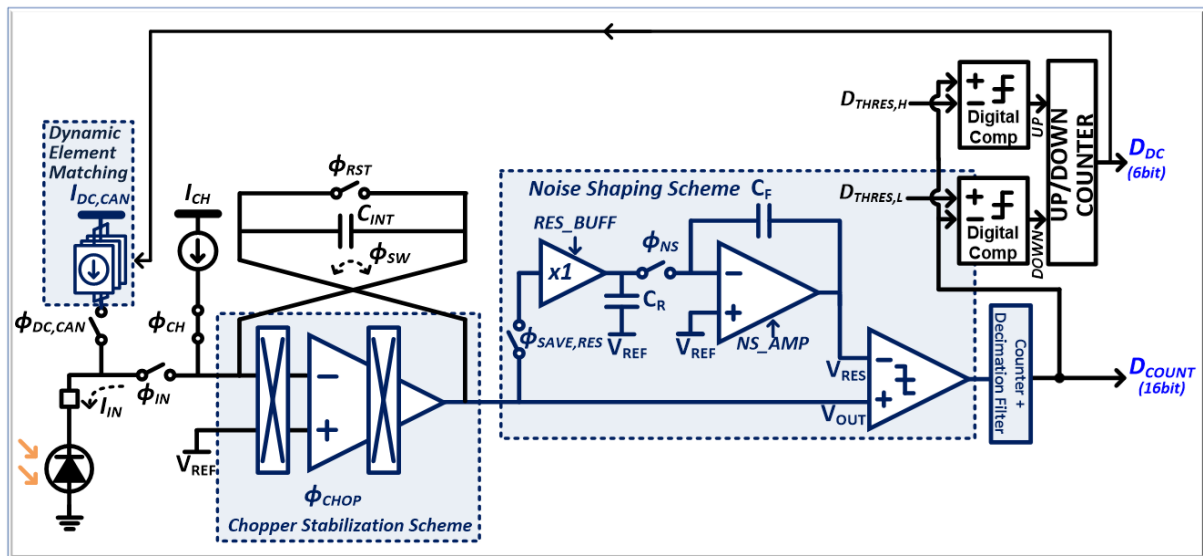 Dynamic
Element
Matching
I_DC,CAN
I_CH
ϕ_RST
C_INT
ϕ_SW
ϕ_DC,CAN
ϕ_CH
I_IN
ϕ_IN
V_REF
ϕ_CHOP
Chopper Stabilization Scheme
Noise Shaping Scheme
RES_BUFF
x1
ϕ_NS
C_F
C_R
V_REF
V_REF
ϕ_SAVE,RES
NS_AMP
V_RES
V_OUT
D_THRES,H
D_THRES,L
Digital
Comp
UP
Digital
Comp
DOWN
UP/DOWN
COUNTER
D_DC
(6bit)
Counter +
Decimation Filter
D_COUNT
(16bit)